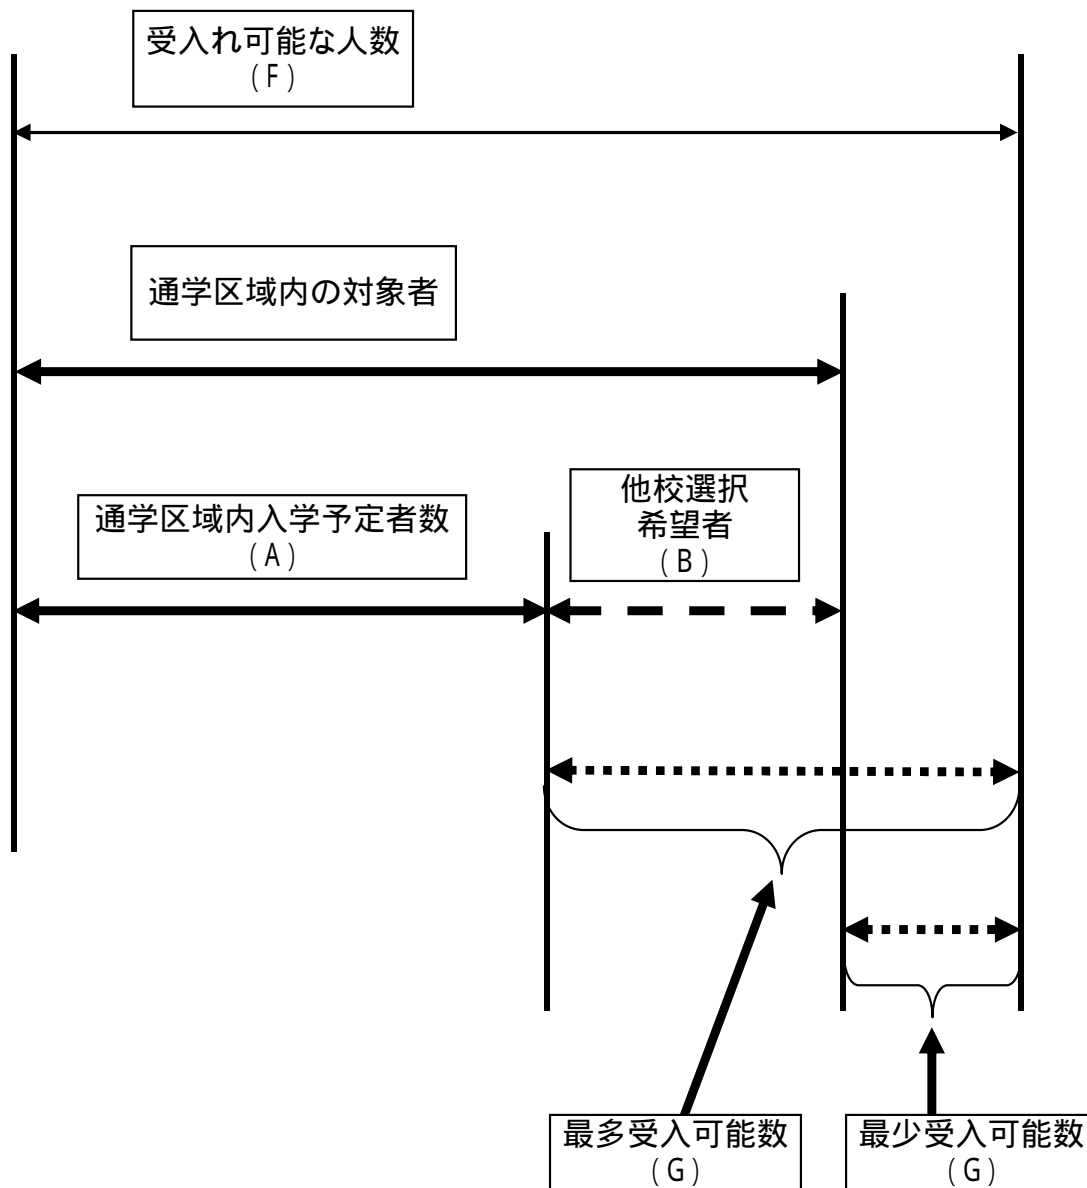 受入れ可能な人数
(F)
通学区域内の対象者
通学区域内入学予定者数
(A)
他校選択
希望者
(B)
最多受入可能数
(G)
最少受入可能数
(G)